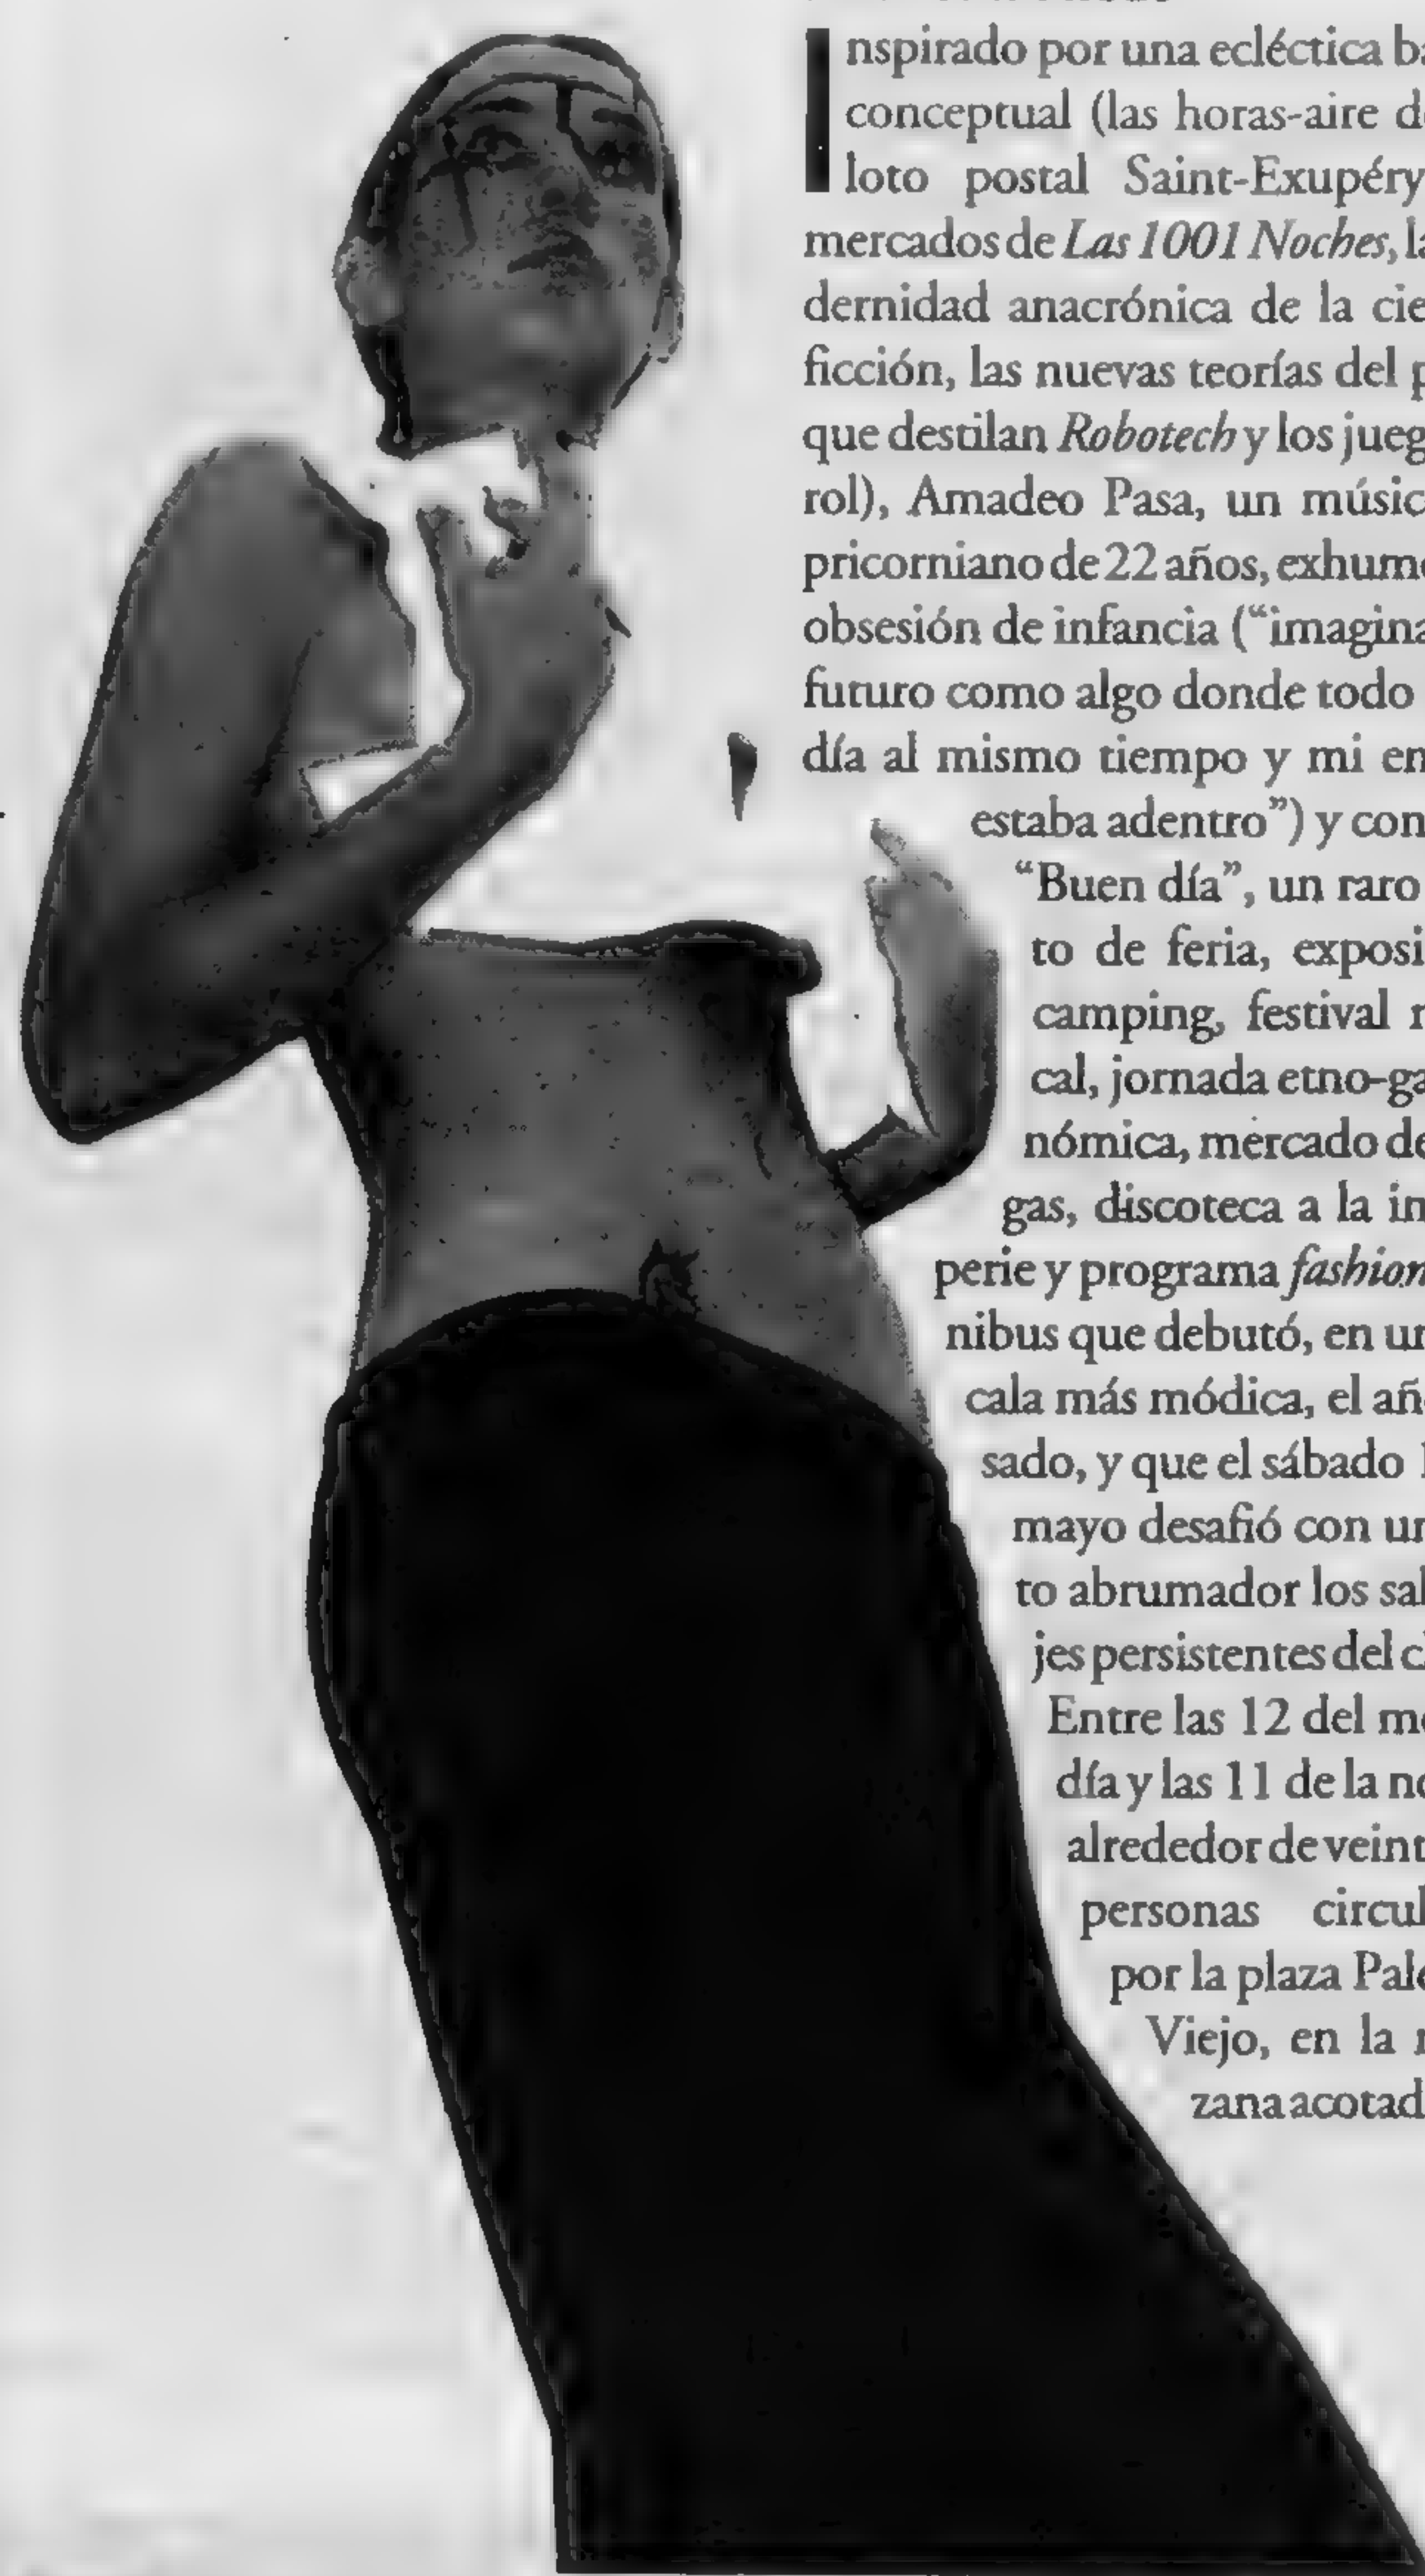 Inspirado por una ecléctica ba
conceptual (las horas-aire de
loto postal Saint-Exupéry
mercados de Las 1001 Noches, la
dernidad anacrónica de la cie
ficción, las nuevas teorías del p
que destilan Robotech y los jueg
rol), Amadeo Pasa, un músic
pricorniano de 22 años, exhumó
obsesión de infancia (“imagina
futuro como algo donde todo
día al mismo tiempo y mi en
estaba adentro”) y con
“Buen día”, un raro
to de feria, exposi
camping, festival
cal, jornada etno-ga
nómica, mercado de
gas, discoteca a la in
perie y programa fashion
nibus que debutó, en un
cala más módica, el añ
sado, y que el sábado 1
mayo desafió con un
to abrumador los sal
jes persistentes del
Entre las 12 del me
día y las 11 de la no
alrededor de veint
personas circul
por la plaza Pale
Viejo, en la
zana acotad